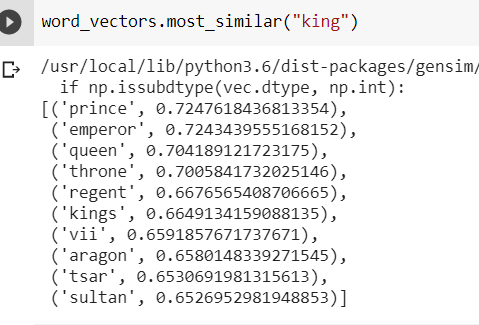 word_vectors.most_similar("king")
/usr/local/lib/python3.6/dist-packages/gensim/
if np.issubdtype(vec.dtype, np.int):
[('prince', 0.7247618436813354),
('emperor', 0.7243439555168152),
('queen', 0.704189121723175),
('throne', 0.7005841732025146),
('regent', 0.6676565408706665),
('kings', 0.6649134159088135),
('vii', 0.6591857671737671),
('aragon', 0.6580148339271545),
('tsar', 0.6530691981315613),
('sultan', 0.6526952981948853)]